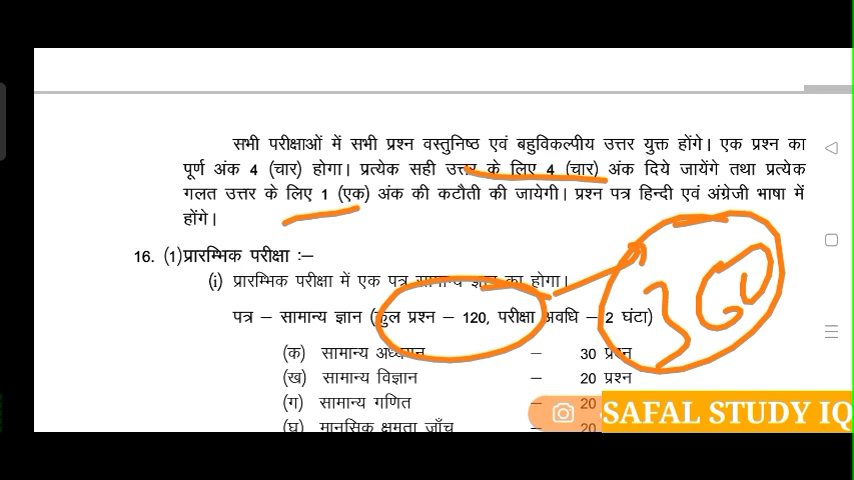 सभी परीक्षाओं में सभी प्रश्न वस्तुनिष्ठ एवं बहुविकल्पीय उत्तर युक्त होंगे। एक प्रश्न का
पूर्ण अंक 4 (चार) होगा। प्रत्येक सही उत्तर के लिए 4 (चार) अंक दिये जायेंगे तथा प्रत्येक
गलत उत्तर के लिए 1 (एक) अंक की कटौती की जायेगी। प्रश्न पत्र हिन्दी एवं अंग्रेजी भाषा में
होंगे।
16. (1)प्रारम्भिक परीक्षा :–
(i) प्रारम्भिक परीक्षा में एक पत्र सामान्य ज्ञान का होगा।
पत्र – सामान्य ज्ञान (कुल प्रश्न – 120, परीक्षा अवधि – 2 घंटा)
360
(क) सामान्य अध्ययन – 30 प्रश्न
(ख) सामान्य विज्ञान – 20 प्रश्न
(ग) सामान्य गणित – 20
(घ) मानसिक क्षमता जाँच – 20
SAFAL STUDY IQ